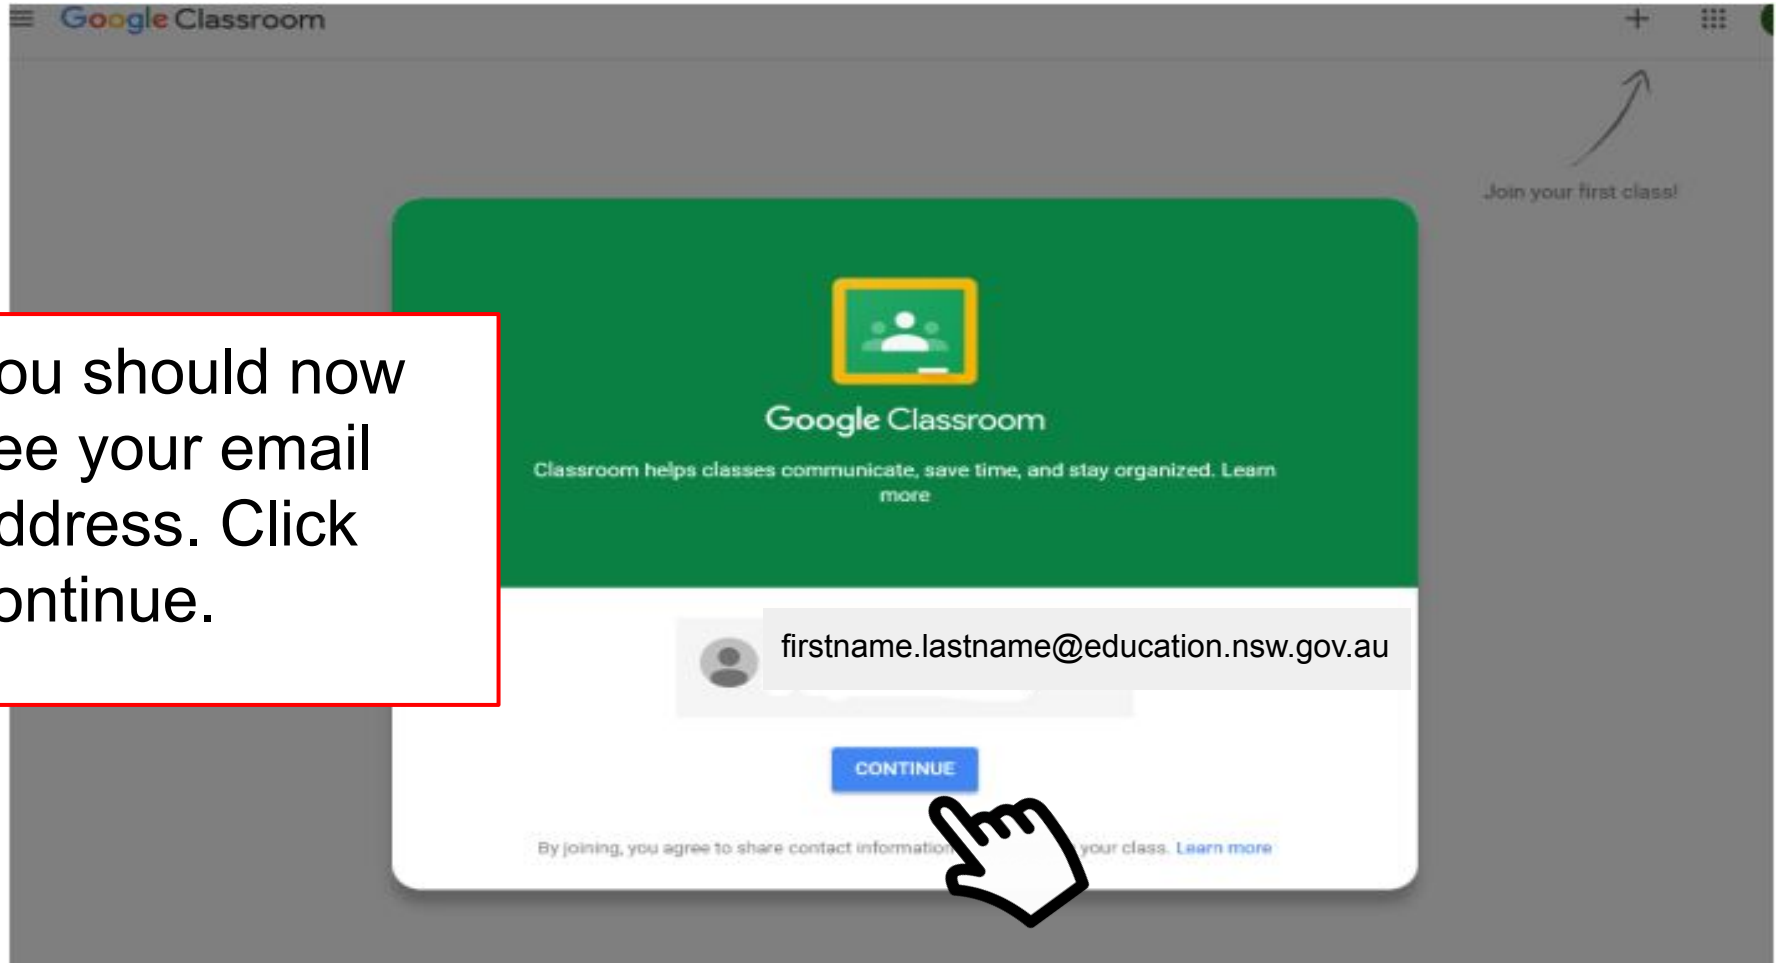 Google Classroom
Join your first class!
ou should now
ee your email
ddress. Click
ontinue.
Google Classroom
Classroom helps classes communicate, save time, and stay organized. Learn
more
firstname.lastname@education.nsw.gov.au
CONTINUE
By joining, you agree to share contact information your class. Learn more